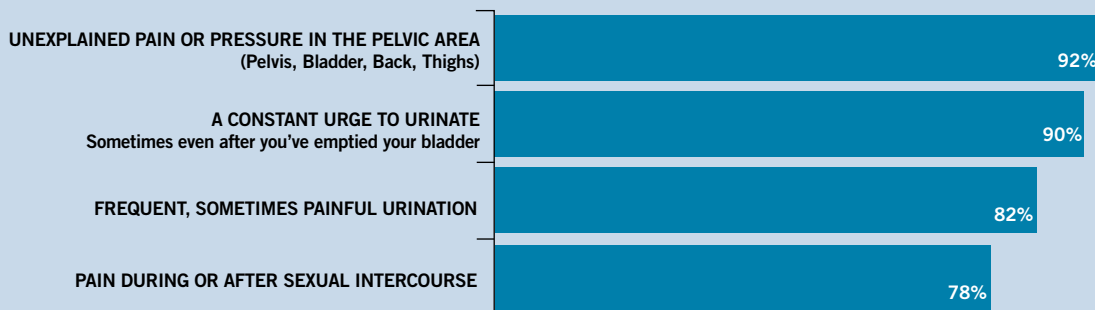 UNEXPLAINED PAIN OR PRESSURE IN THE PELVIC AREA
(Pelvis, Bladder, Back, Thighs)
92%
A CONSTANT URGE TO URINATE
Sometimes even after you’ve emptied your bladder
90%
FREQUENT, SOMETIMES PAINFUL URINATION
82%
PAIN DURING OR AFTER SEXUAL INTERCOURSE
78%